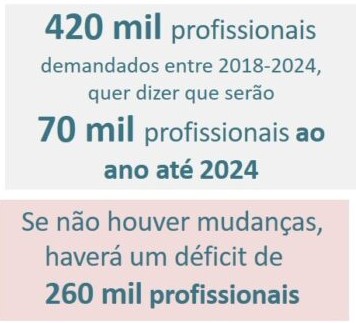 420 mil profissionais
demandados entre 2018-2024,
quer dizer que serão
70 mil profissionais ao
ano até 2024
Se não houver mudanças,
haverá um déficit de
260 mil profissionais